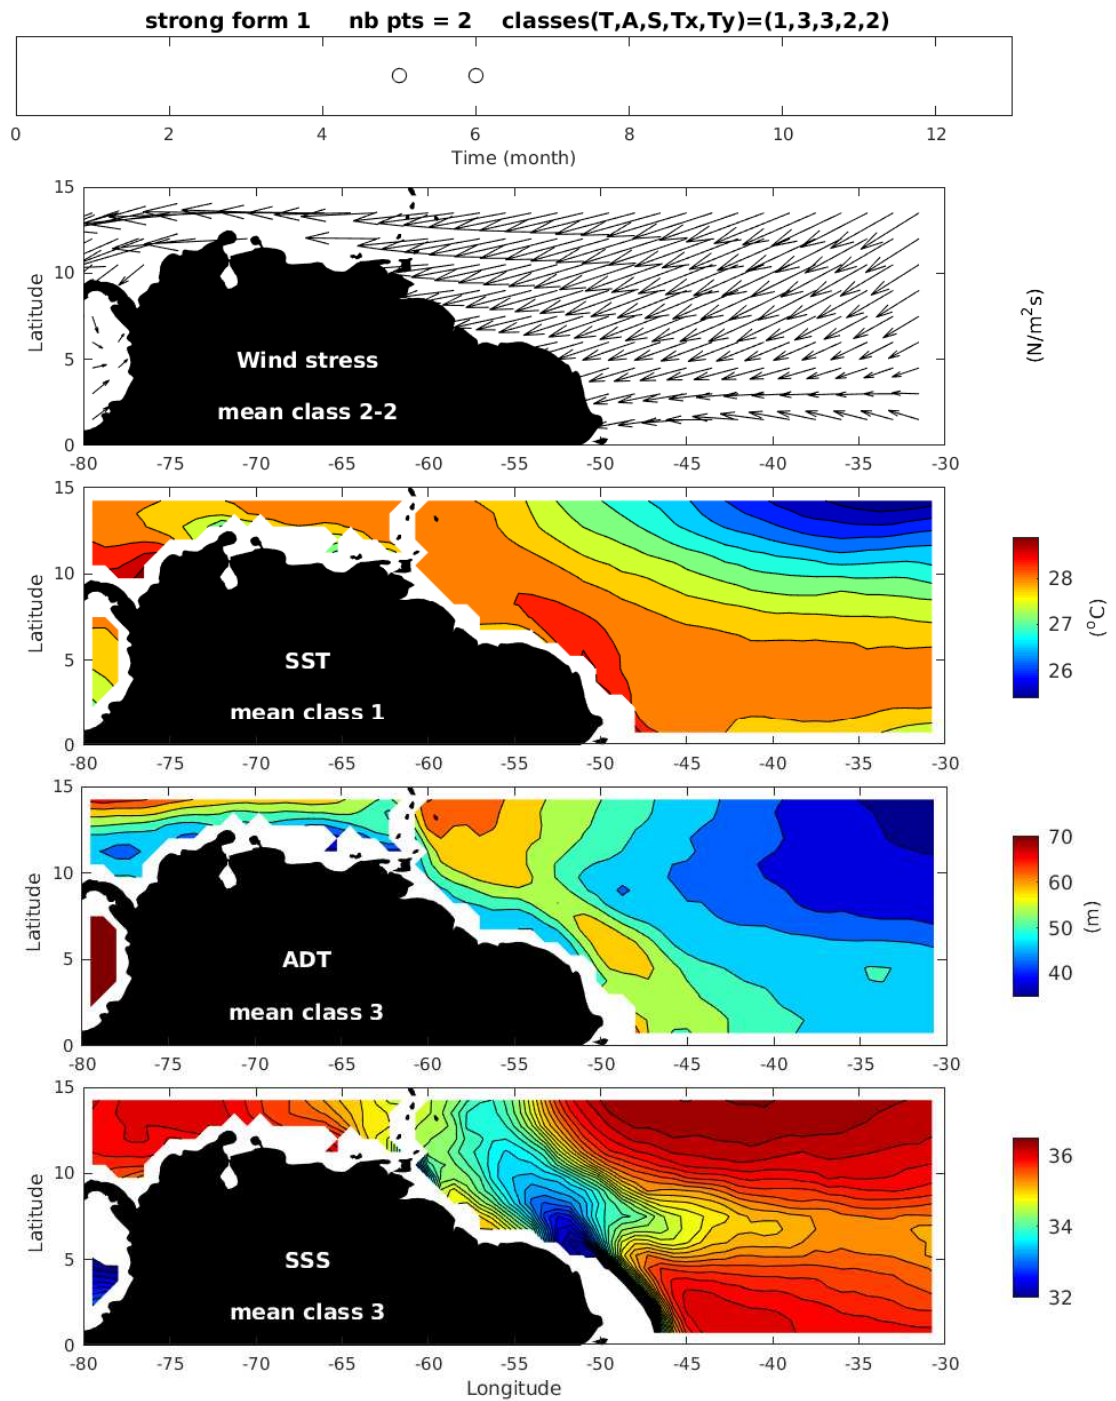 strong form 1 nb pts = 2 classes(T,A,S,Tx,Ty)=(1,3,3,2,2)
0 2 4 6 8 10 12
Time (month)
15
10
5
0
Latitude
Wind stress
mean class 2-2
(N/m²s)
-80 -75 -70 -65 -60 -55 -50 -45 -40 -35 -30
15
10
5
0
Latitude
SST
mean class 1
28
27
26
(°C)
-80 -75 -70 -65 -60 -55 -50 -45 -40 -35 -30
15
10
5
0
Latitude
ADT
mean class 3
70
60
50
40
(m)
-80 -75 -70 -65 -60 -55 -50 -45 -40 -35 -30
15
10
5
0
Latitude
SSS
mean class 3
36
34
32
-80 -75 -70 -65 -60 -55 -50 -45 -40 -35 -30
Longitude